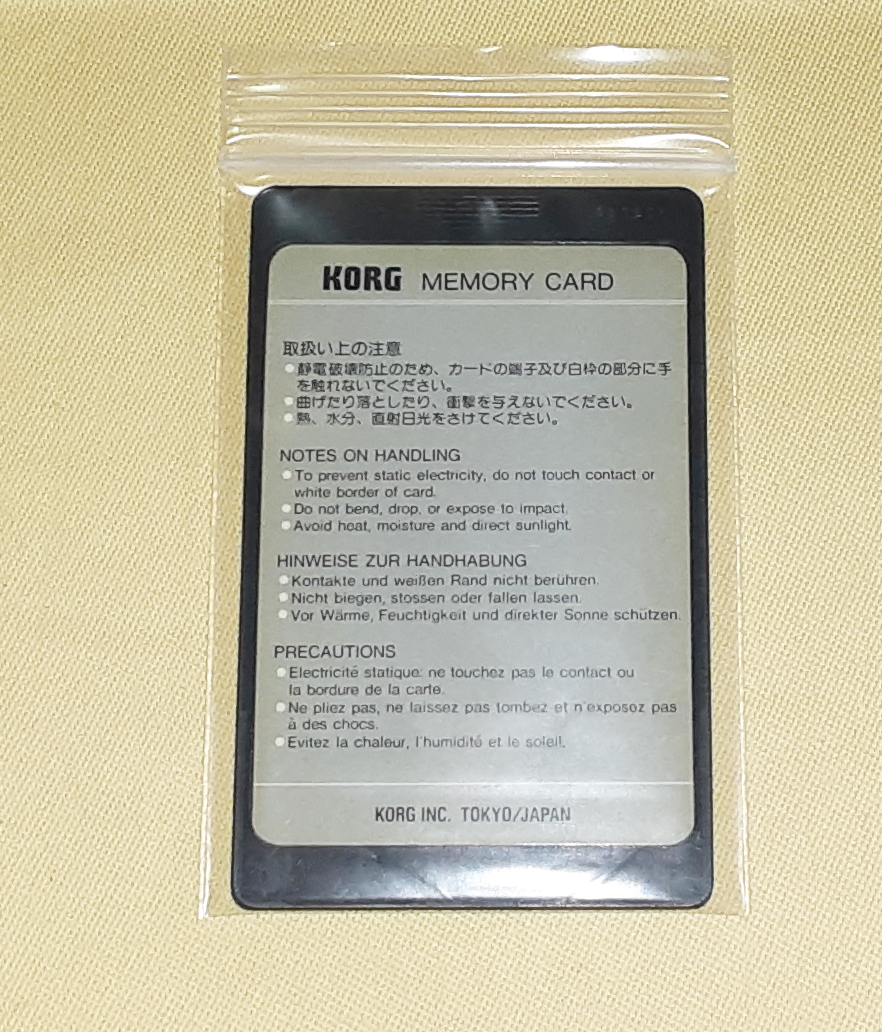 KORG MEMORY CARD
取扱い上の注意
●静電破壊防止のため、カードの端子及び白枠の部分に手
を触れないでください。
●曲げたり落としたり、衝撃を与えないでください。
●熱、水分、直射日光をさけてください。
NOTES ON HANDLING
●To prevent static electricity, do not touch contact or
white border of card.
●Do not bend, drop, or expose to impact.
●Avoid heat, moisture and direct sunlight.
HINWEISE ZUR HANDHABUNG
●Kontakte und weißen Rand nicht berühren.
●Nicht biegen, stossen oder fallen lassen.
●Vor Wärme, Feuchtigkeit und direkter Sonne schützen.
PRECAUTIONS
●Electricité statique: ne touchez pas le contact ou
la bordure de la carte.
●Ne pliez pas, ne laissez pas tombez et n'exposez pas
à des chocs.
●Evitez la chaleur, l'humidité et le soleil.
KORG INC. TOKYO/JAPAN